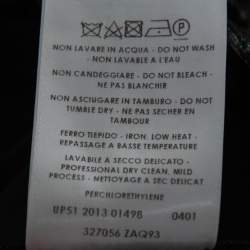 NON LAVARE IN ACQUA - DO NOT WASH
- NON LAVABLE A L'EAU
NON CANDEGGIARE - DO NOT BLEACH -
NE PAS BLANCHIR
NON ASCIUGARE IN TAMBURO - DO NOT
TUMBLE DRY - NE PAS SECHER EN
TAMBOUR
FERRO TIEPIDO - IRON, LOW HEAT -
REPASSAGE A BASSE TEMPERATURE
LAVABILE A SECCO DELICATO -
PROFESSIONAL DRY CLEAN, MILD
PROCESS - NETTOYAGE A SEC DELICAT
PERCHLORETHYLENE
UPS1 2013 01498 0401
327056 ZAQ93